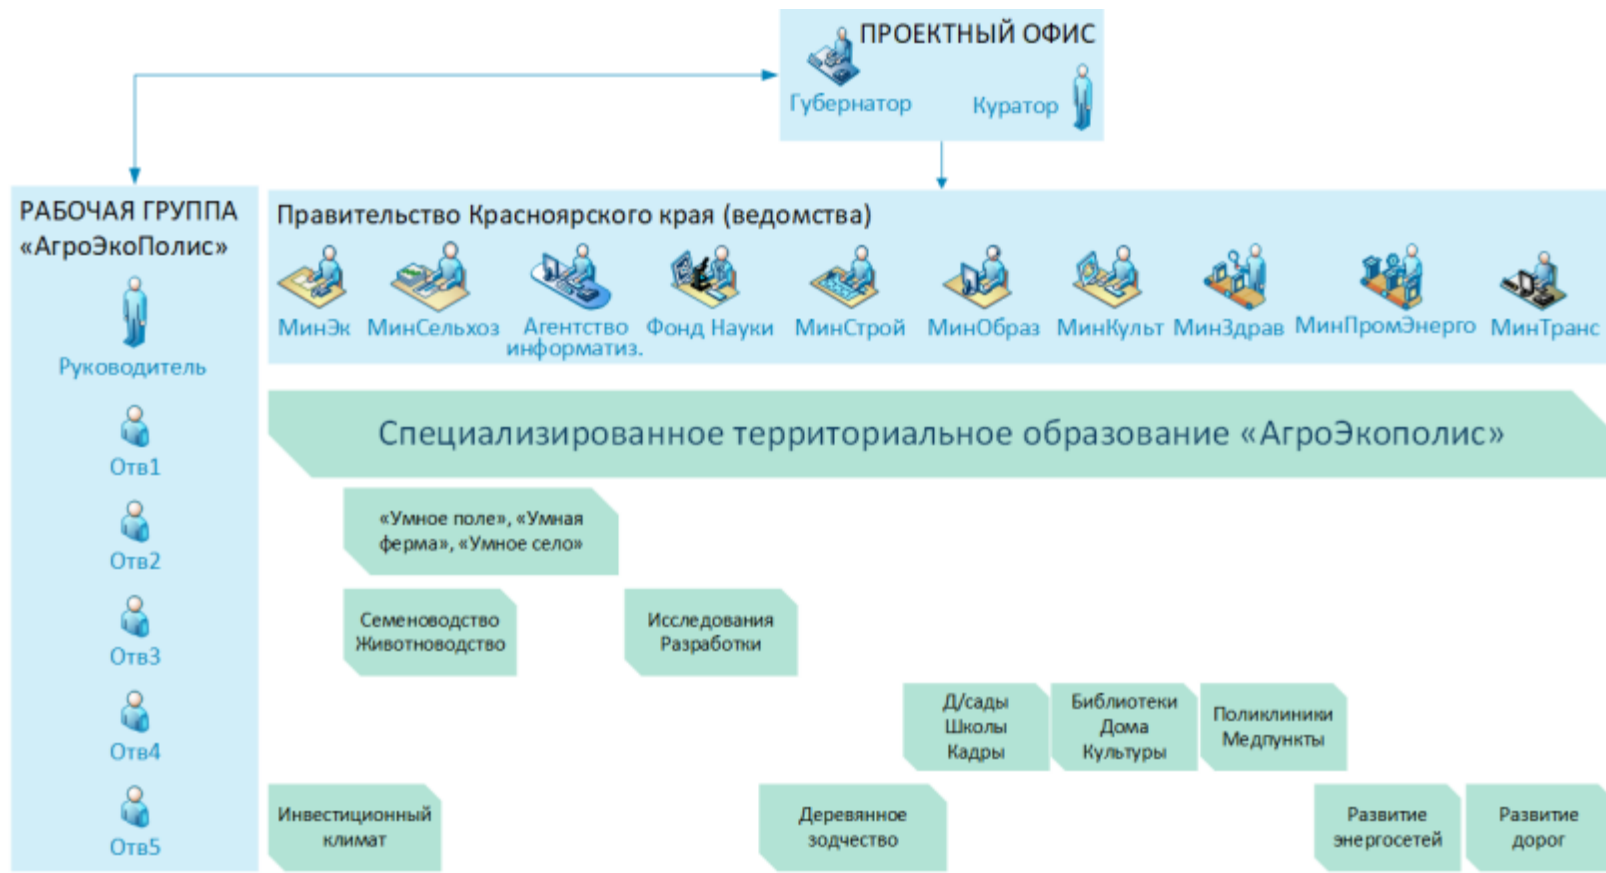 ПРОЕКТНЫЙ ОФИС
Губернатор
Куратор
РАБОЧАЯ ГРУППА
«АгроЭкоПолис»
Руководитель
Отв1
Отв2
Отв3
Отв4
Отв5
Правительство Красноярского края (ведомства)
МинЭк
МинСельхоз
Агентство
информатиз.
Фонд Науки
МинСтрой
МинОбраз
МинКульт
МинЗдрав
МинПромЭнерго
МинТранс
Специализированное территориальное образование «АгроЭкополис»
«Умное поле», «Умная
ферма», «Умное село»
Семеноводство
Животноводство
Исследования
Разработки
Д/сады
Школы
Кадры
Библиотеки
Дома
Культуры
Поликлиники
Медпункты
Инвестиционный
климат
Деревянное
зодчество
Развитие
энергосетей
Развитие
дорог